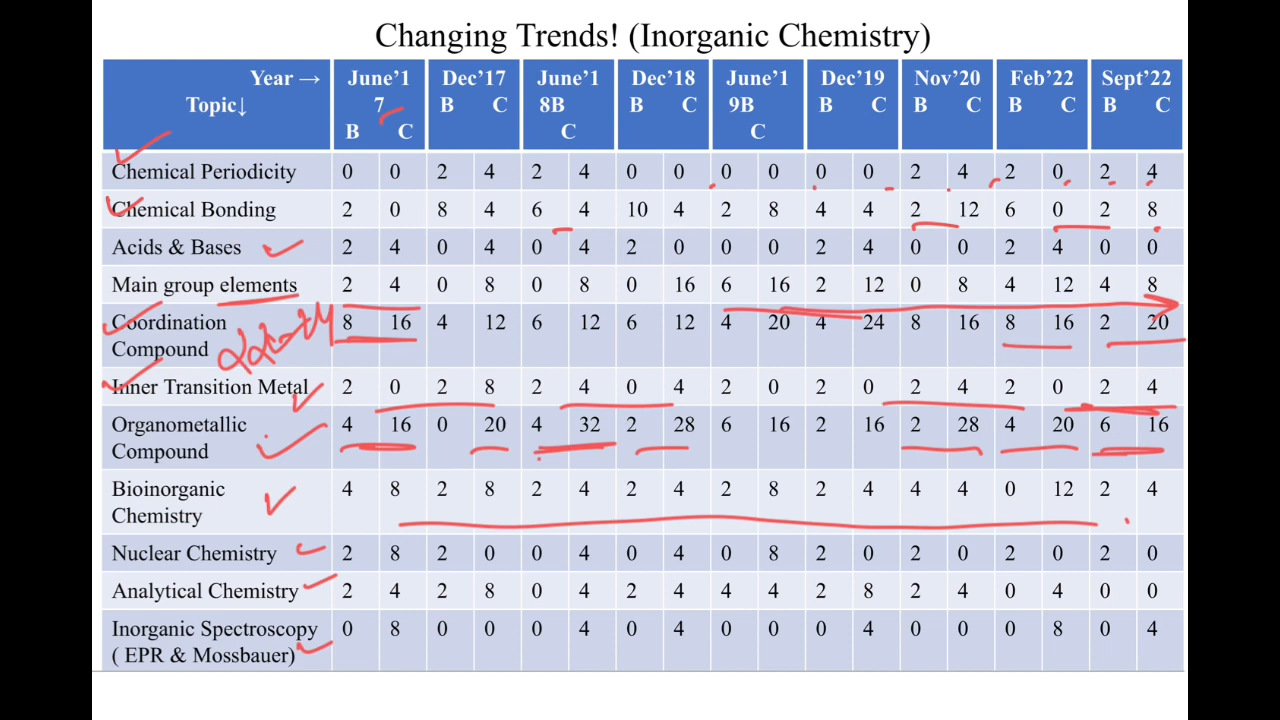 Changing Trends! (Inorganic Chemistry)
Year → June'1 Dec'17 June'1 Dec'18 June'1 Dec'19 Nov'20 Feb'22 Sept'22
Topic↓ 7 B C 8B B C 9B B C B C B C B C
B C C C
Chemical Periodicity 0 0 2 4 2 4 0 0 0 0 0 0 2 4 2 0 2 4
Chemical Bonding 2 0 8 4 6 4 10 4 2 8 4 4 2 12 6 0 2 8
Acids & Bases 2 4 0 4 0 4 2 0 0 0 2 4 0 0 2 4 0 0
Main group elements 2 4 0 8 0 8 0 16 6 16 2 12 0 8 4 12 4 8
Coordination 8 16 4 12 6 12 6 12 4 20 4 24 8 16 8 16 2 20
Compound
Inner Transition Metal 2 0 2 8 2 4 0 4 2 0 2 0 2 4 2 0 2 4
Organometallic 4 16 0 20 4 32 2 28 6 16 2 16 2 28 4 20 6 16
Compound
Bioinorganic 4 8 2 8 2 4 2 4 2 8 2 4 4 4 0 12 2 4
Chemistry
Nuclear Chemistry 2 8 2 0 0 4 0 4 0 8 2 0 2 0 2 0 2 0
Analytical Chemistry 2 4 2 8 0 4 2 4 4 4 2 8 2 4 0 4 0 0
Inorganic Spectroscopy 0 8 0 0 0 4 0 4 0 0 0 4 0 0 0 8 0 4
( EPR & Mossbauer)